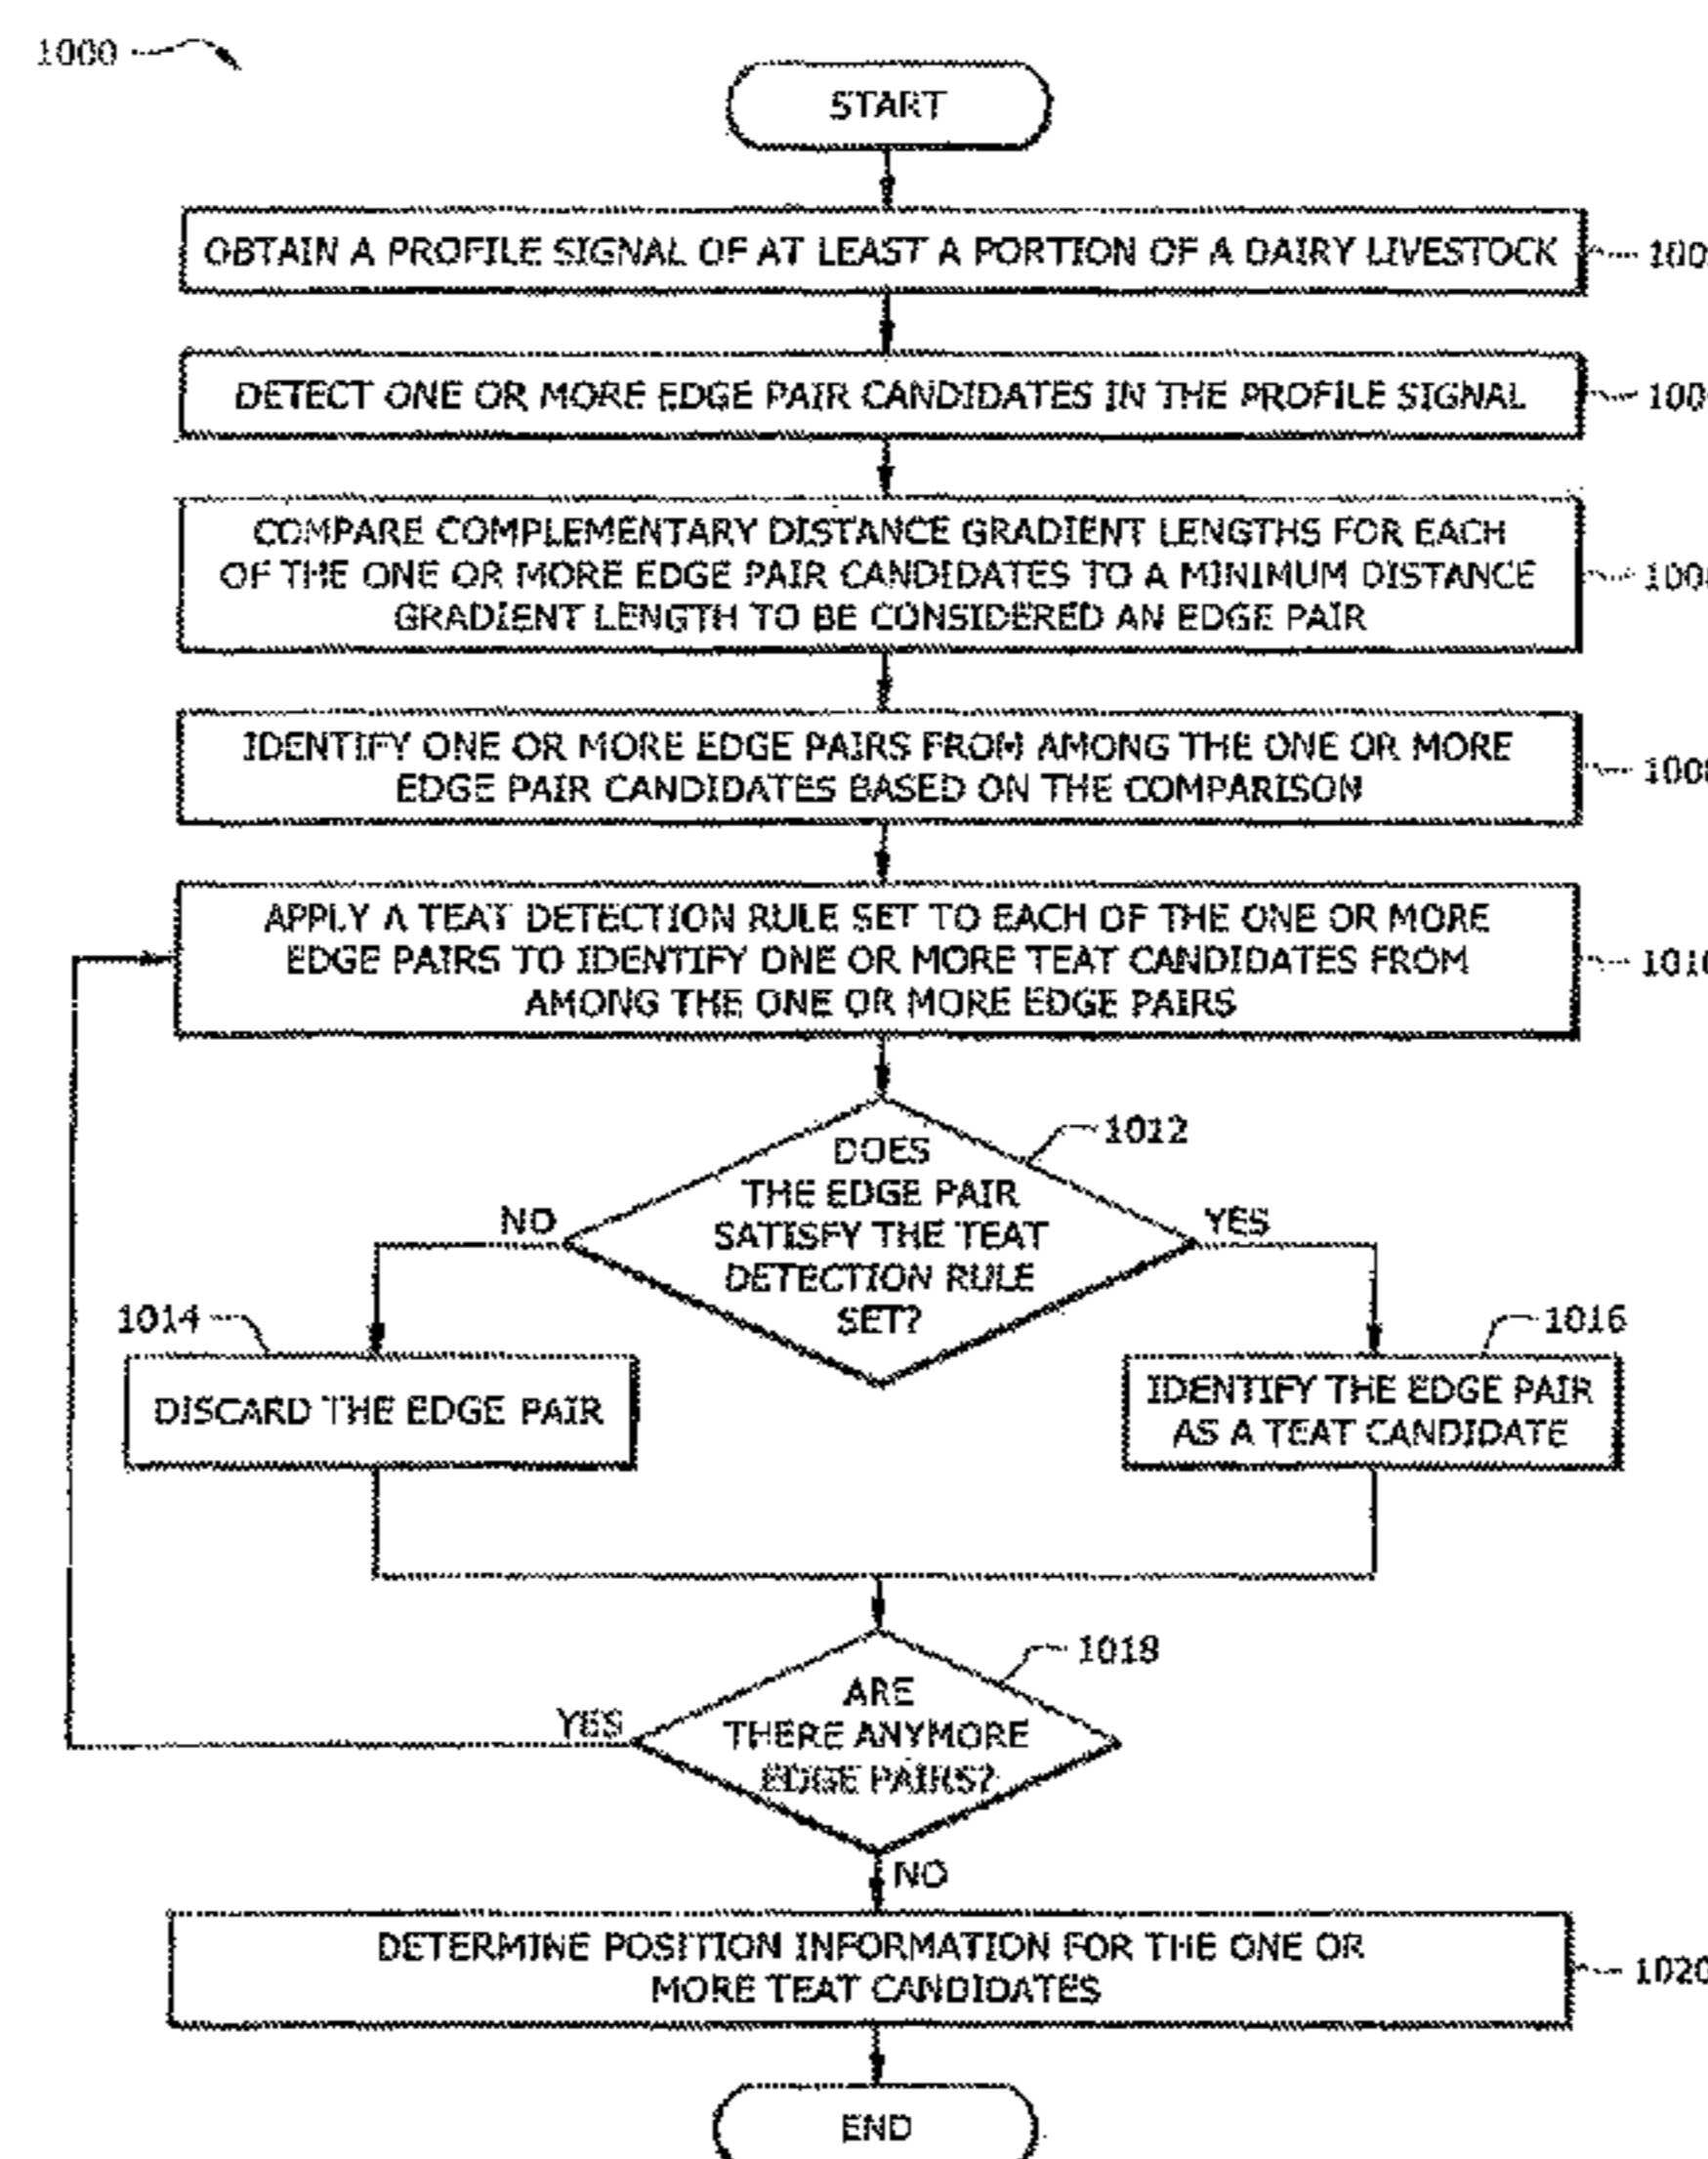 1000
START
OBTAIN A PROFILE SIGNAL OF AT LEAST A PORTION OF A DAIRY LIVESTOCK
100
DETECT ONE OR MORE EDGE PAIR CANDIDATES IN THE PROFILE SIGNAL
100
COMPARE COMPLEMENTARY DISTANCE GRADIENT LENGTHS FOR EACH
OF THE ONE OR MORE EDGE PAIR CANDIDATES TO A MINIMUM DISTANCE
GRADIENT LENGTH TO BE CONSIDERED AN EDGE PAIR
100
IDENTIFY ONE OR MORE EDGE PAIRS FROM AMONG THE ONE OR MORE
EDGE PAIR CANDIDATES BASED ON THE COMPARISON
1008
APPLY A TEAT DETECTION RULE SET TO EACH OF THE ONE OR MORE
EDGE PAIRS TO IDENTIFY ONE OR MORE TEAT CANDIDATES FROM
AMONG THE ONE OR MORE EDGE PAIRS
1010
1012
DOES
THE EDGE PAIR
SATISFY THE TEAT
DETECTION RULE
SET?
NO
YES
1014
DISCARD THE EDGE PAIR
1016
IDENTIFY THE EDGE PAIR
AS A TEAT CANDIDATE
1018
ARE
THERE ANYMORE
EDGE PAIRS?
YES
NO
DETERMINE POSITION INFORMATION FOR THE ONE OR
MORE TEAT CANDIDATES
1020
END